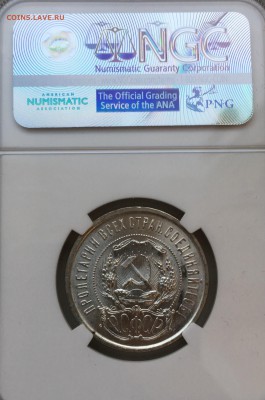 COINS.ЛАВЕ.RU
NGC
Numismatic Guaranty Corporation
AMERICAN
NUMISMATIC
ASSOCIATION
The Official Grading
Service of the ANA
PNG
ПРОЛЕТАРИИ ВСЕХ СТРАН СОЕДИНЯЙТЕСЬ!
Р.С.Ф.С.Р.